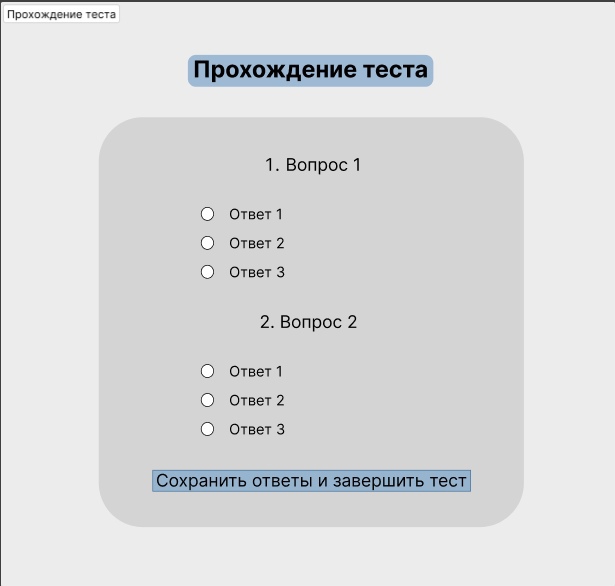 Прохождение теста
Прохождение теста
1. Вопрос 1
Ответ 1
Ответ 2
Ответ 3
2. Вопрос 2
Ответ 1
Ответ 2
Ответ 3
Сохранить ответы и завершить тест